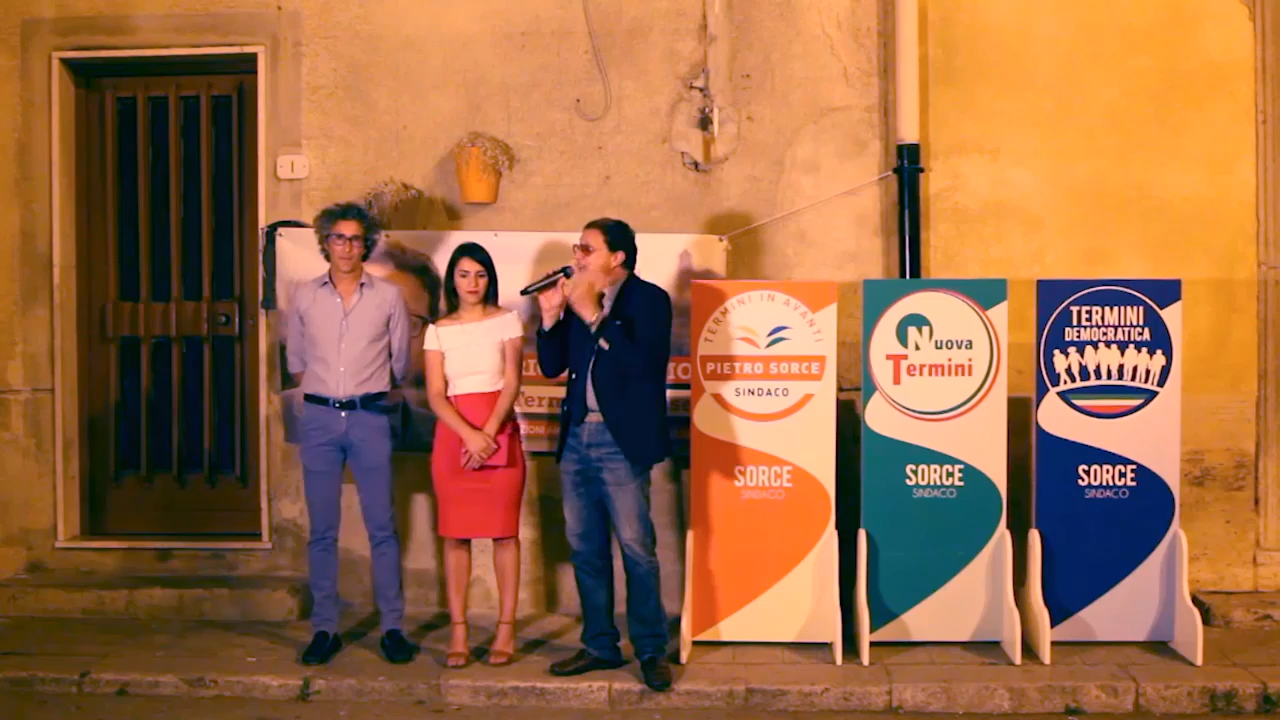 TERMINI IN AVANTI
PIETRO SORCE
SINDACO
SORCE
SINDACO
Nuova
Termini
SORCE
SINDACO
TERMINI
DEMOCRATICA
SORCE
SINDACO